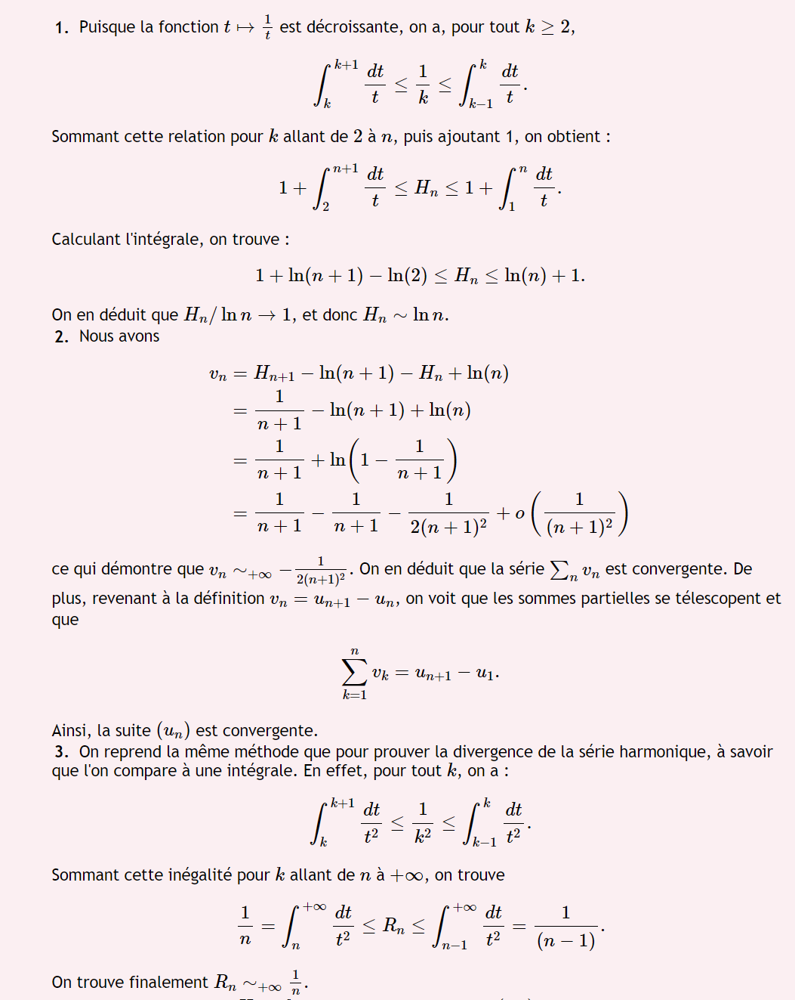 1. Puisque la fonction $t \mapsto \frac{1}{t}$ est décroissante, on a, pour tout $k \geq 2$,
$$\int_k^{k+1} \frac{dt}{t} \leq \frac{1}{k} \leq \int_{k-1}^k \frac{dt}{t}.$$
Sommant cette relation pour $k$ allant de $2$ à $n$, puis ajoutant 1, on obtient :
$$1 + \int_2^{n+1} \frac{dt}{t} \leq H_n \leq 1 + \int_1^n \frac{dt}{t}.$$
Calculant l'intégrale, on trouve :
$$1 + \ln(n+1) - \ln(2) \leq H_n \leq \ln(n) + 1.$$
On en déduit que $H_n / \ln n \to 1$, et donc $H_n \sim \ln n$.
2. Nous avons
$$v_n = H_{n+1} - \ln(n+1) - H_n + \ln(n)$$
$$= \frac{1}{n+1} - \ln(n+1) + \ln(n)$$
$$= \frac{1}{n+1} + \ln\left(1 - \frac{1}{n+1}\right)$$
$$= \frac{1}{n+1} - \frac{1}{n+1} - \frac{1}{2(n+1)^2} + o\left(\frac{1}{(n+1)^2}\right)$$
ce qui démontre que $v_n \sim_{+\infty} -\frac{1}{2(n+1)^2}$. On en déduit que la série $\sum_n v_n$ est convergente. De
plus, revenant à la définition $v_n = u_{n+1} - u_n$, on voit que les sommes partielles se télescopent et
que
$$\sum_{k=1}^n v_k = u_{n+1} - u_1.$$
Ainsi, la suite $(u_n)$ est convergente.
3. On reprend la même méthode que pour prouver la divergence de la série harmonique, à savoir
que l'on compare à une intégrale. En effet, pour tout $k$, on a :
$$\int_k^{k+1} \frac{dt}{t^2} \leq \frac{1}{k^2} \leq \int_{k-1}^k \frac{dt}{t^2}.$$
Sommant cette inégalité pour $k$ allant de $n$ à $+\infty$, on trouve
$$\frac{1}{n} = \int_n^{+\infty} \frac{dt}{t^2} \leq R_n \leq \int_{n-1}^{+\infty} \frac{dt}{t^2} = \frac{1}{(n-1)}.$$
On trouve finalement $R_n \sim_{+\infty} \frac{1}{n}$.